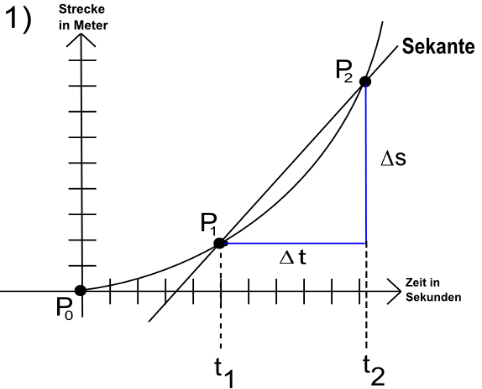 1)
Strecke
in Meter
Sekante
P2
Δs
P1
Δt
P0
Zeit in
Sekunden
t1
t2